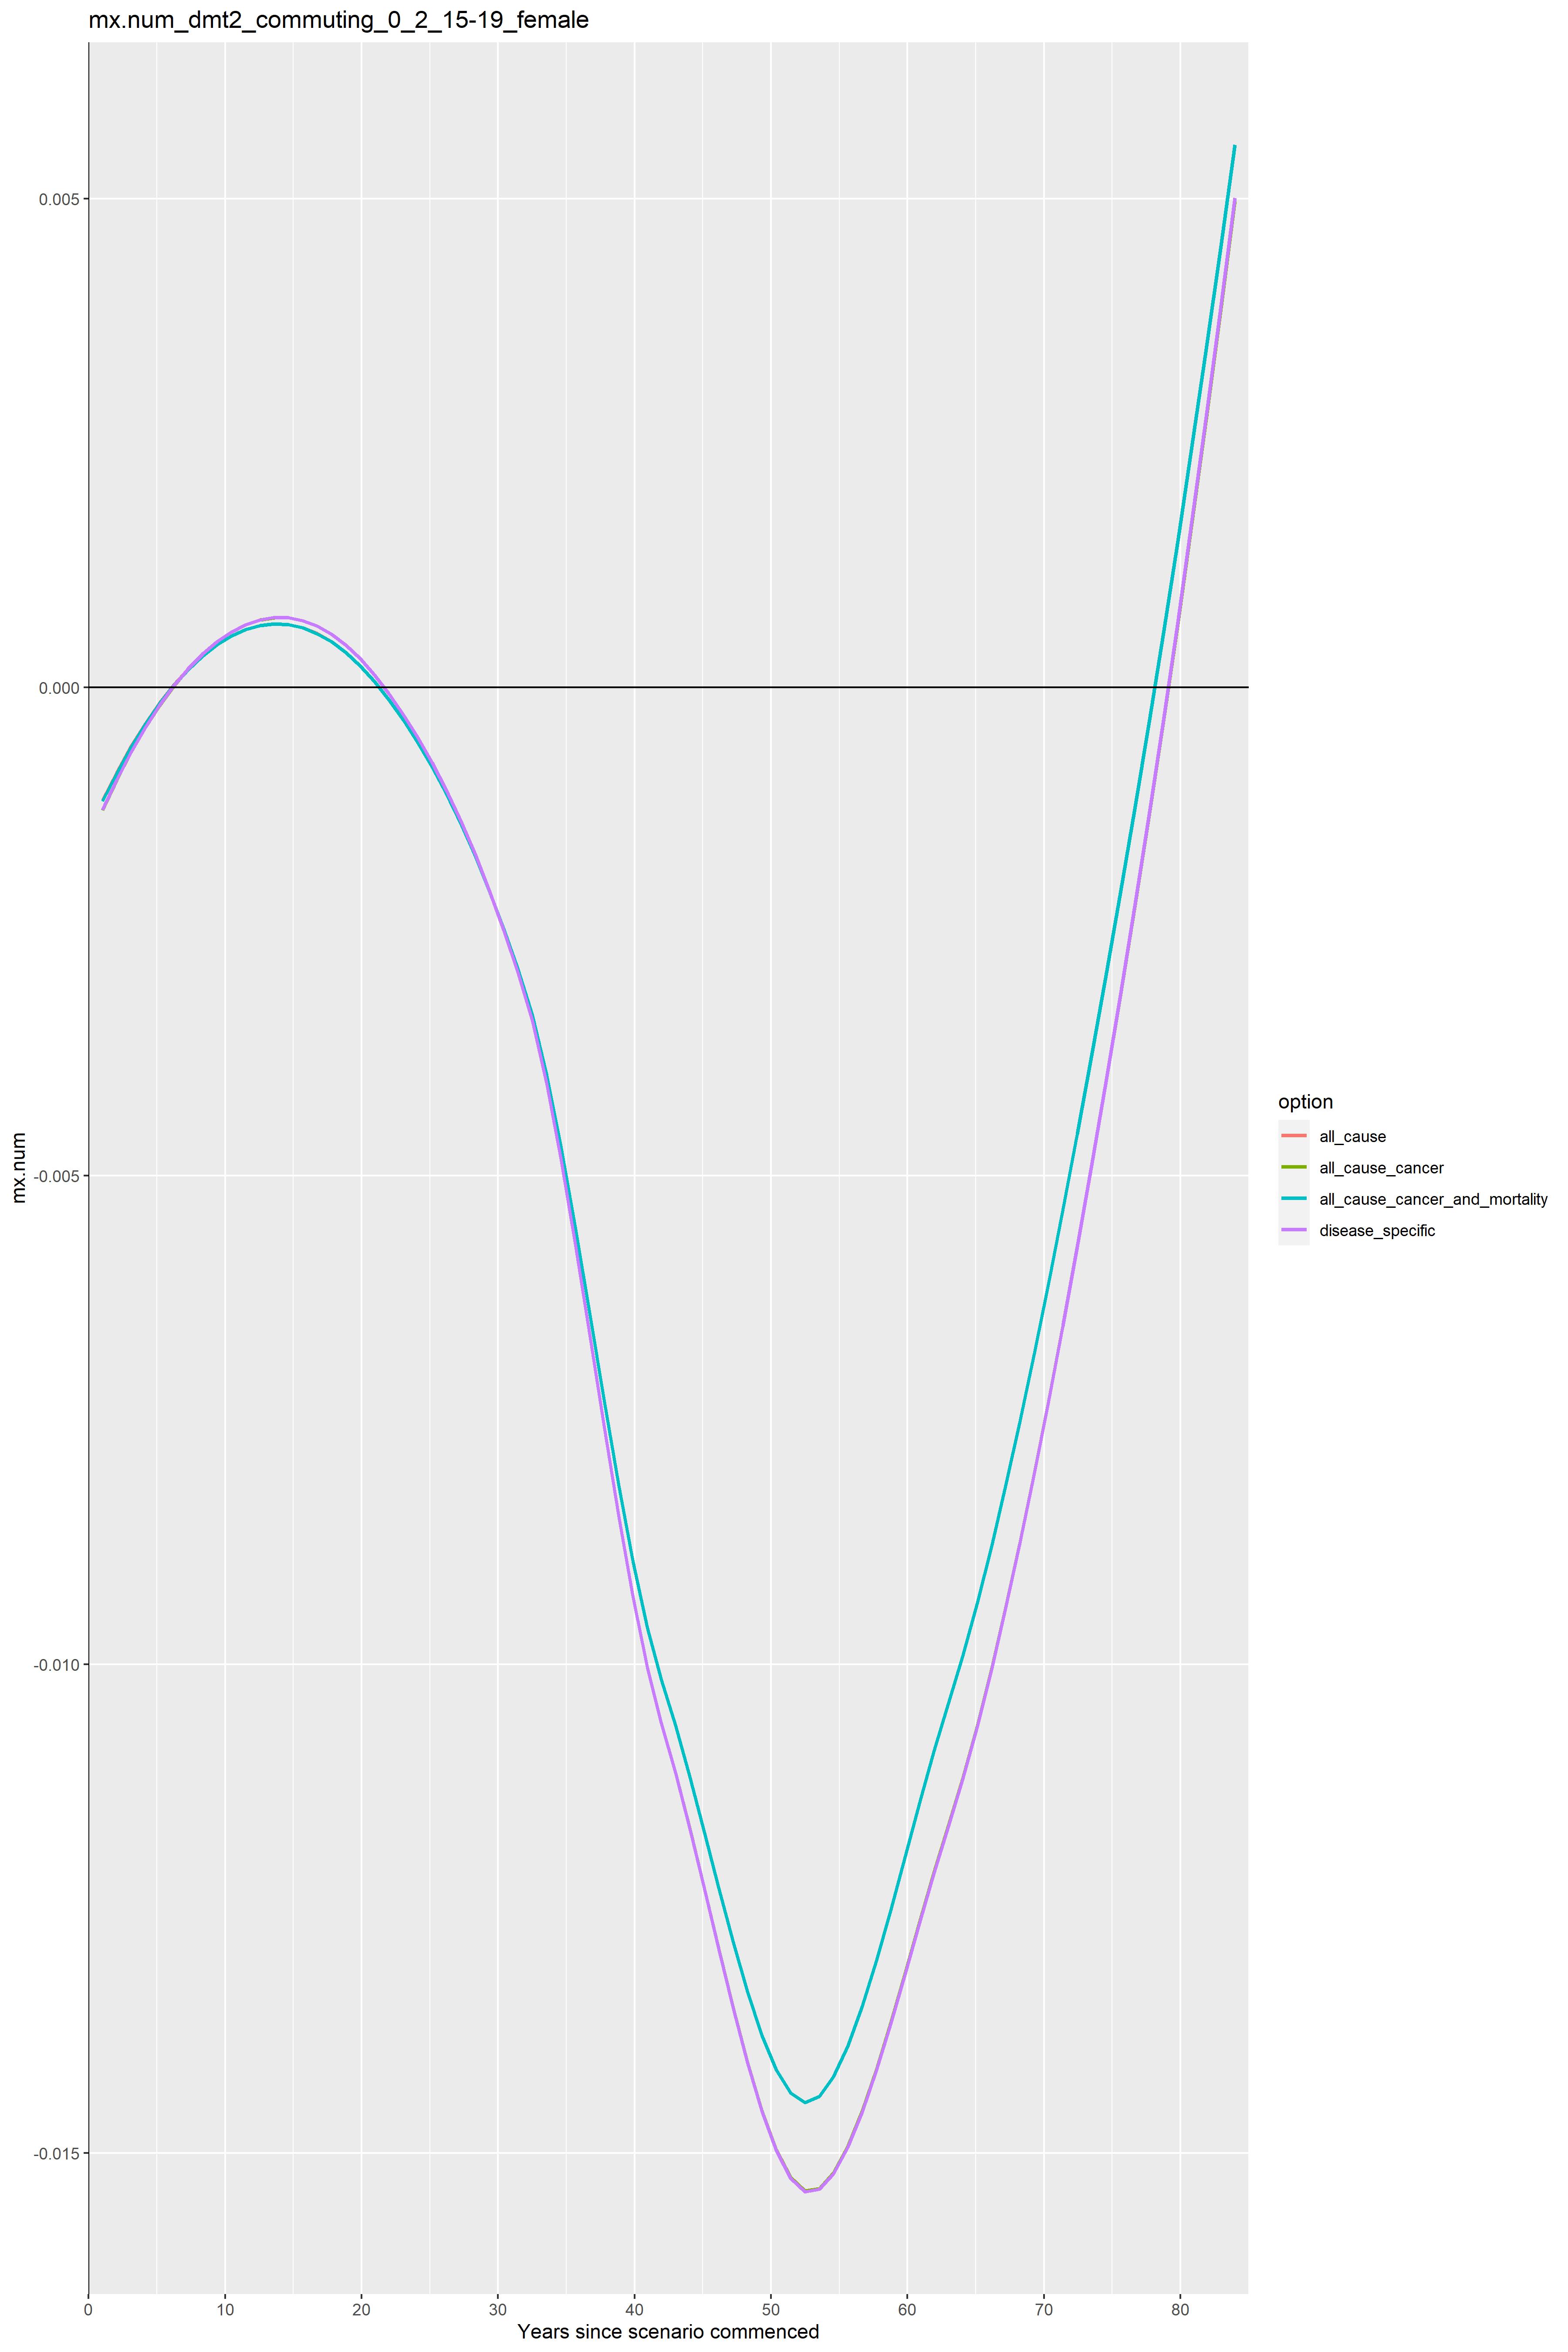 mx.num_dmt2_commuting_0_2_15-19_female
0.005
0.000
-0.005
-0.010
-0.015
mx.num
0 10 20 30 40 50 60 70 80
Years since scenario commenced
option
all_cause
all_cause_cancer
all_cause_cancer_and_mortality
disease_specific